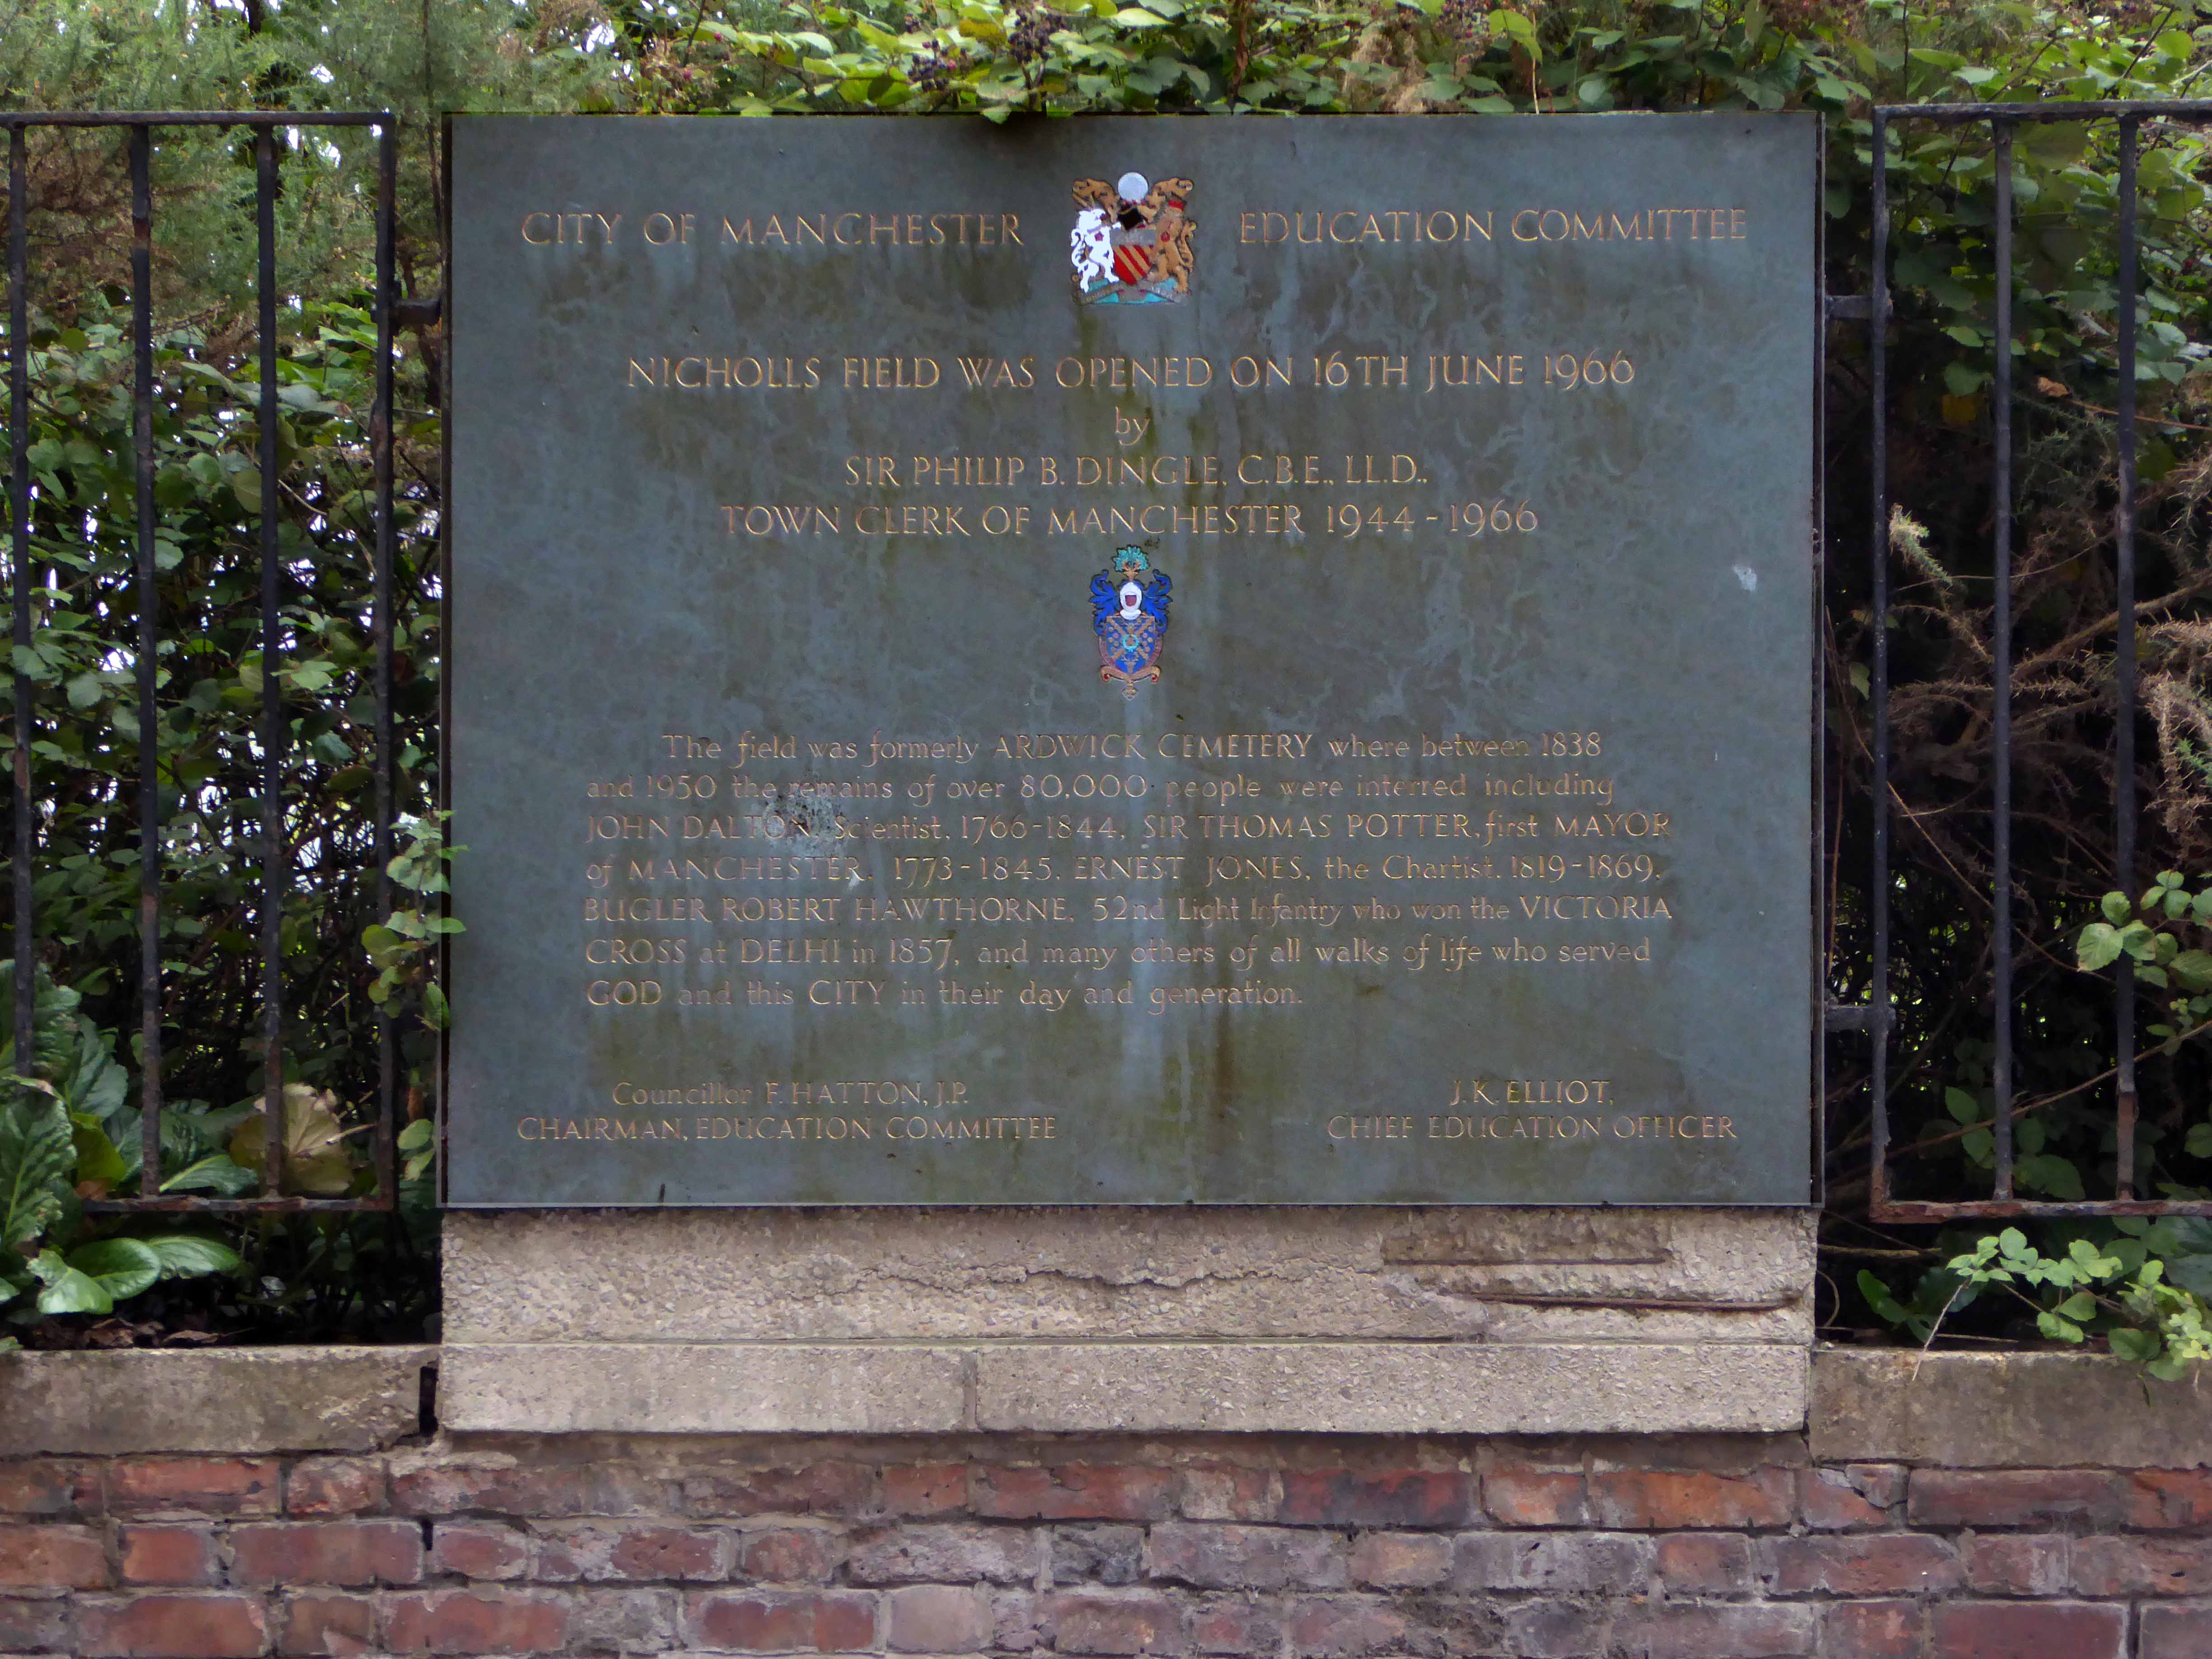 CITY OF MANCHESTER EDUCATION COMMITTEE
NICHOLLS FIELD WAS OPENED ON 16TH JUNE 1966
by
SIR PHILIP B. DINGLE, C.B.E., LL.D.,
TOWN CLERK OF MANCHESTER 1944-1966
The field was formerly ARDWICK CEMETERY where between 1838
and 1950 the remains of over 80,000 people were interred including
JOHN DALTON, Scientist, 1766-1844, SIR THOMAS POTTER, first MAYOR
of MANCHESTER, 1773-1845, ERNEST JONES, the Chartist, 1819-1869,
BUGLER ROBERT HAWTHORNE, 52nd Light Infantry who won the VICTORIA
CROSS at DELHI in 1857, and many others of all walks of life who served
GOD and this CITY in their day and generation.
Councillor F. HATTON, J.P.
CHAIRMAN, EDUCATION COMMITTEE
J. K. ELLIOT,
CHIEF EDUCATION OFFICER